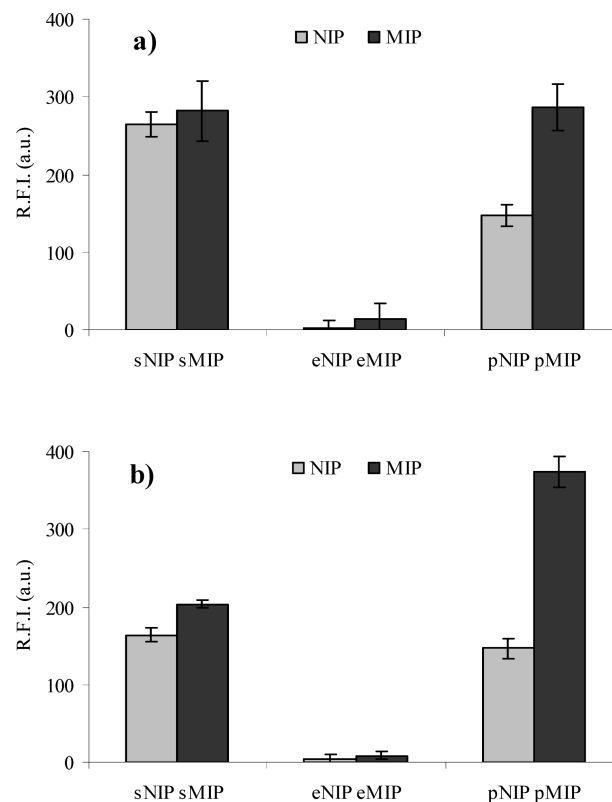 400
a)
NIP MIP
300
R.F.I. (a.u.)
200
100
0
sNIP sMIP eNIP eMIP pNIP pMIP
400
b)
NIP MIP
300
R.F.I. (a.u.)
200
100
0
sNIP sMIP eNIP eMIP pNIP pMIP